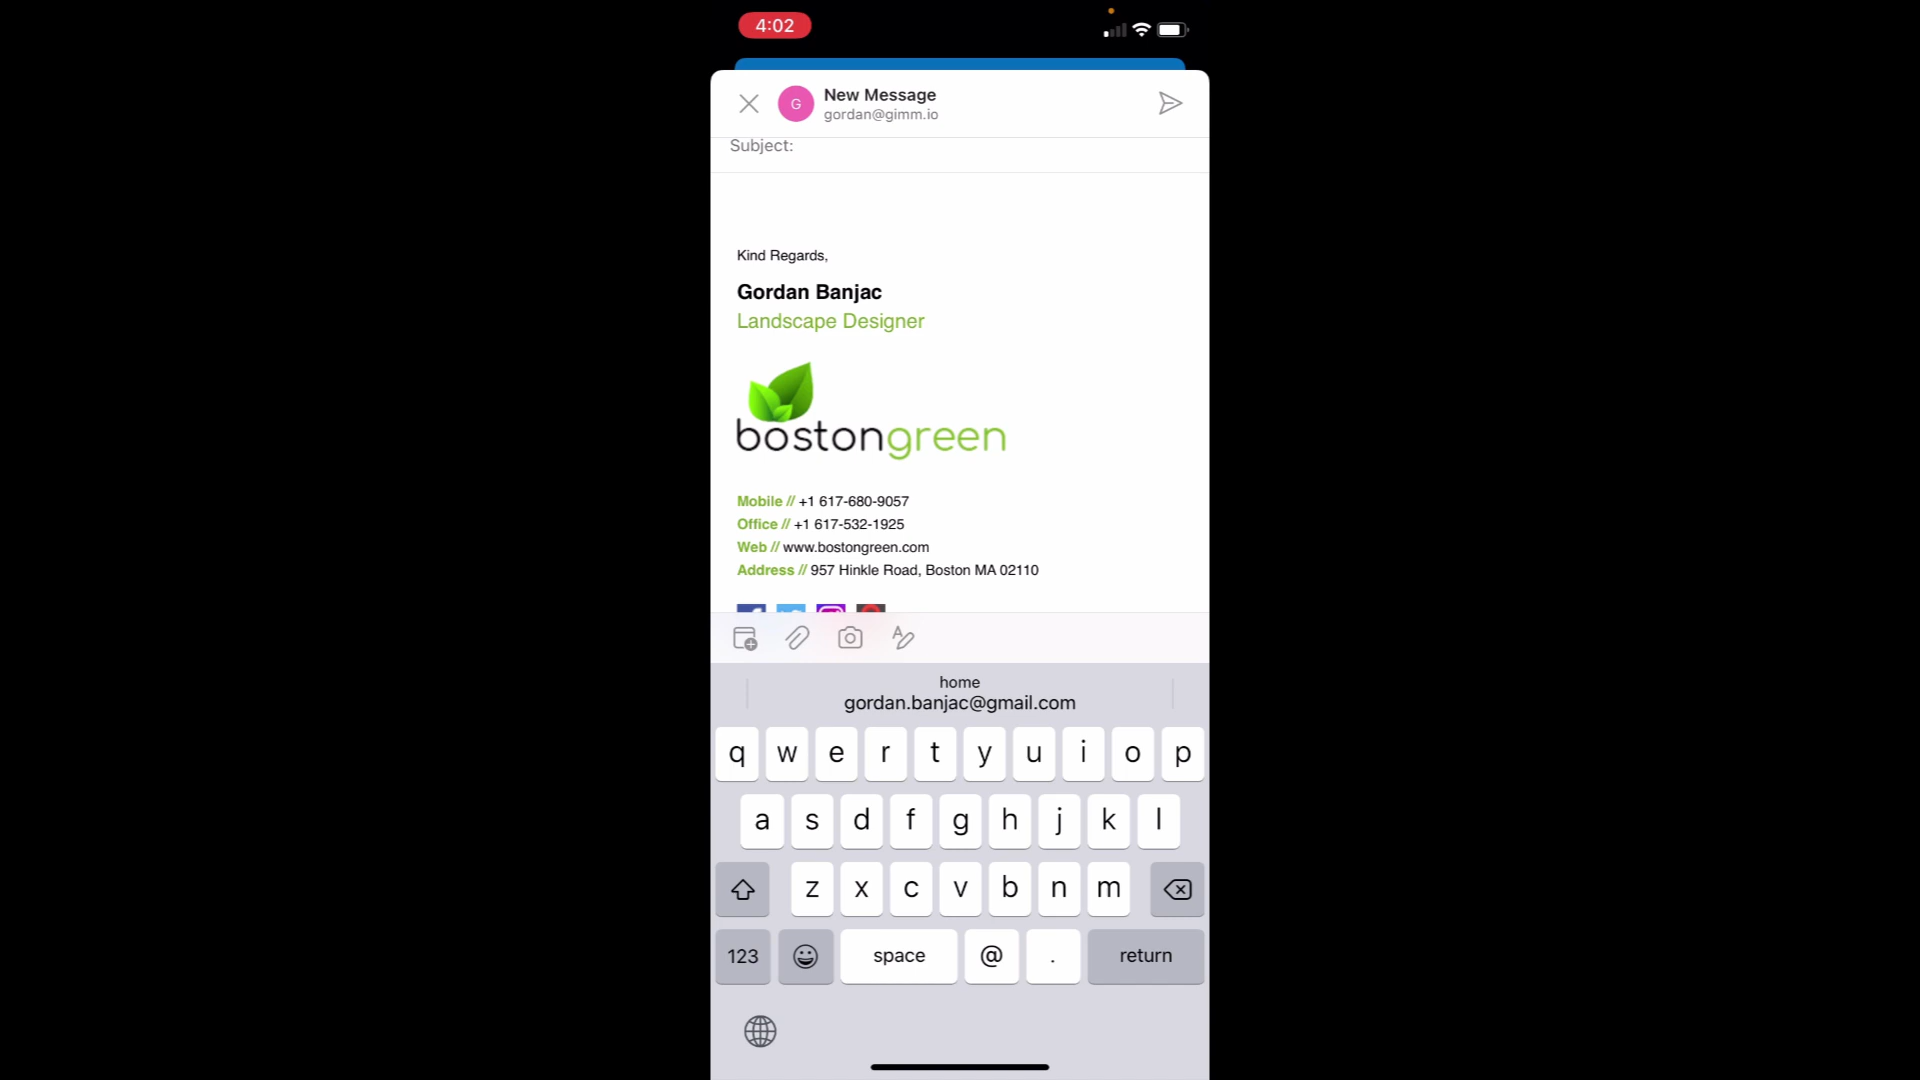 4:02
G
New Message
gordan@gimm.io
Subject:
Kind Regards,
Gordan Banjac
Landscape Designer
bostongreen
Mobile // +1 617-680-9057
Office // +1 617-532-1925
Web // www.bostongreen.com
Address // 957 Hinkle Road, Boston MA 02110
home
gordan.banjac@gmail.com
q w e r t y u i o p
a s d f g h j k l
z x c v b n m
123 space @ . return